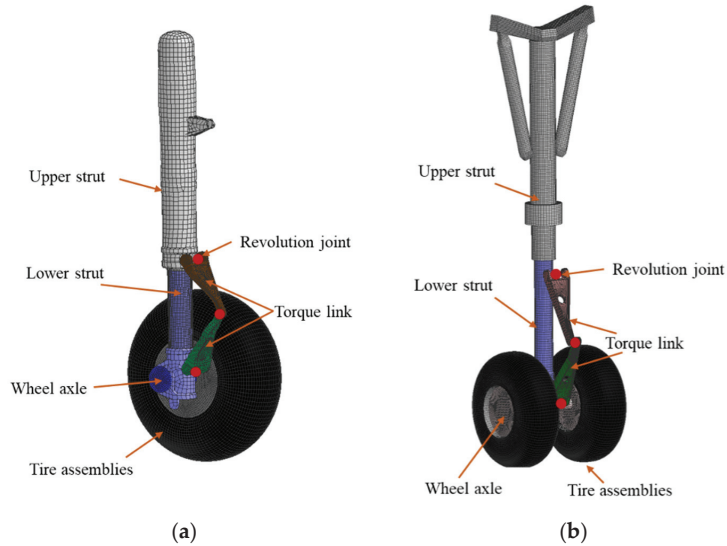 Upper strut
Revolution joint
Lower strut
Torque link
Wheel axle
Tire assemblies
(a)
Upper strut
Revolution joint
Lower strut
Torque link
Wheel axle
Tire assemblies
(b)